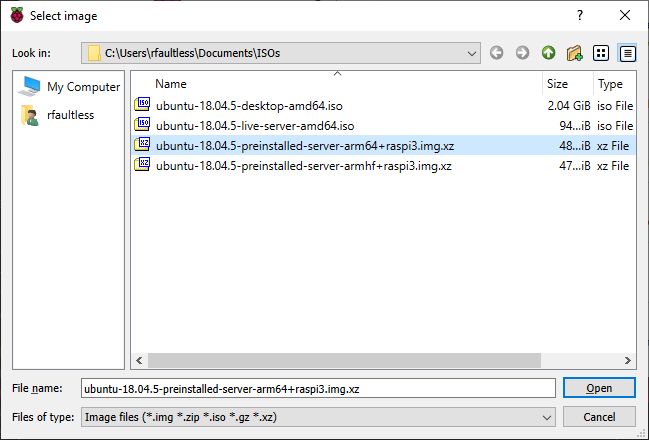 Select image
?
Look in: C:\Users\rfaultless\Documents\ISOs
My Computer
rfaultless
Name Size Type
ubuntu-18.04.5-desktop-amd64.iso 2.04 GiB iso File
ubuntu-18.04.5-live-server-amd64.iso 94...iB iso File
ubuntu-18.04.5-preinstalled-server-arm64+raspi3.img.xz 48...iB xz File
ubuntu-18.04.5-preinstalled-server-armhf+raspi3.img.xz 47...iB xz File
File name: ubuntu-18.04.5-preinstalled-server-arm64+raspi3.img.xz Open
Files of type: Image files (*.img *.zip *.iso *.gz *.xz) Cancel